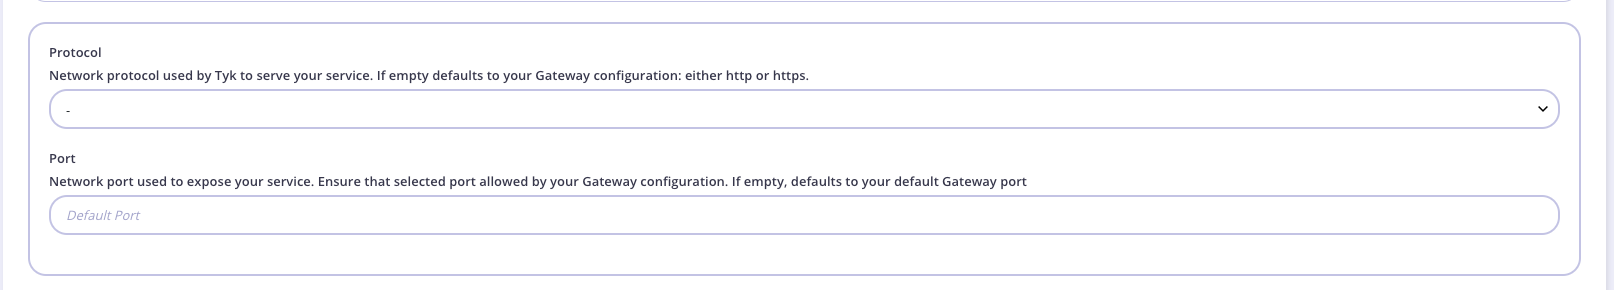 Protocol
Network protocol used by Tyk to serve your service. If empty defaults to your Gateway configuration: either http or https.
-
Port
Network port used to expose your service. Ensure that selected port allowed by your Gateway configuration. If empty, defaults to your default Gateway port
Default Port